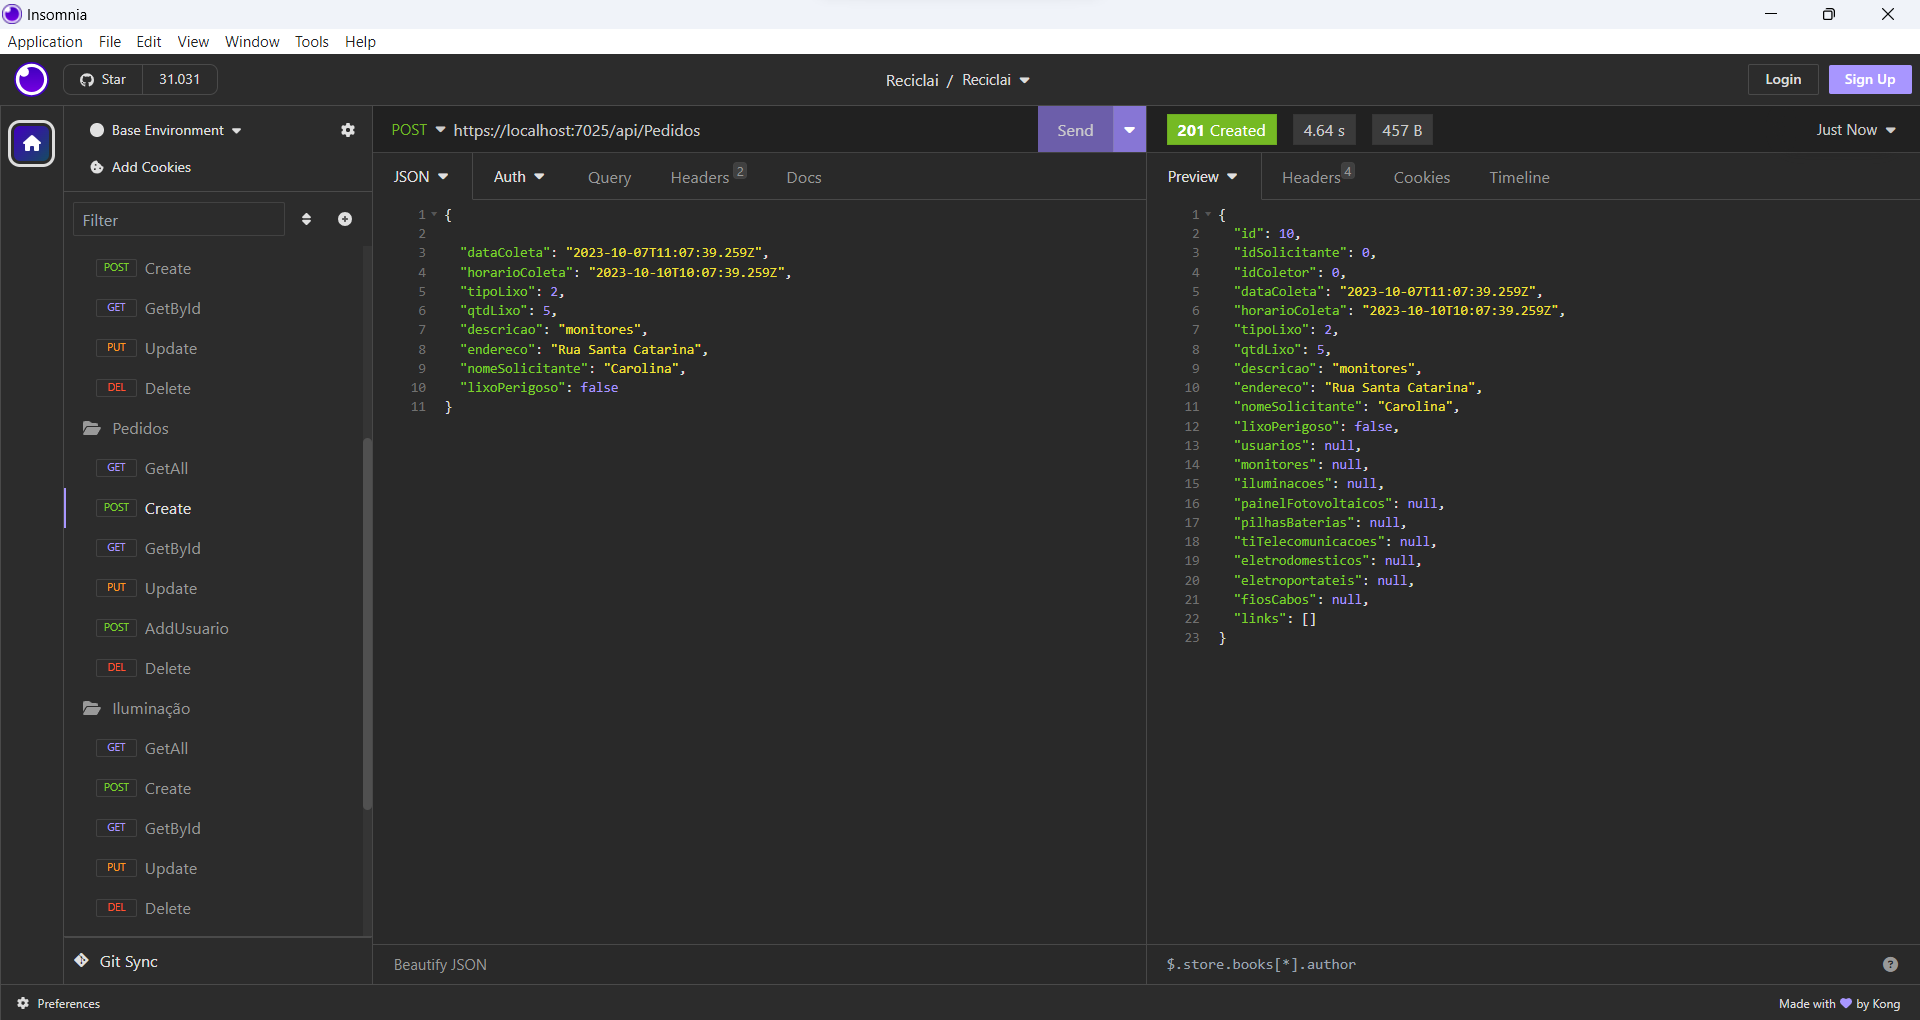 Insomnia
Application File Edit View Window Tools Help
Star 31.031
Reciclai / Reciclai
Login Sign Up
Base Environment
Add Cookies
Filter
POST Create
GET GetById
PUT Update
DEL Delete
Pedidos
GET GetAll
POST Create
GET GetById
PUT Update
POST AddUsuario
DEL Delete
Iluminação
GET GetAll
POST Create
GET GetById
PUT Update
DEL Delete
Git Sync
Preferences
POST https://localhost:7025/api/Pedidos Send
JSON Auth Query Headers 2 Docs
1 {
2
3 "dataColeta": "2023-10-07T11:07:39.259Z",
4 "horarioColeta": "2023-10-10T10:07:39.259Z",
5 "tipoLixo": 2,
6 "qtdLixo": 5,
7 "descricao": "monitores",
8 "endereco": "Rua Santa Catarina",
9 "nomeSolicitante": "Carolina",
10 "lixoPerigoso": false
11 }
Beautify JSON
201 Created 4.64 s 457 B Just Now
Preview Headers 4 Cookies Timeline
1 {
2 "id": 10,
3 "idSolicitante": 0,
4 "idColetor": 0,
5 "dataColeta": "2023-10-07T11:07:39.259Z",
6 "horarioColeta": "2023-10-10T10:07:39.259Z",
7 "tipoLixo": 2,
8 "qtdLixo": 5,
9 "descricao": "monitores",
10 "endereco": "Rua Santa Catarina",
11 "nomeSolicitante": "Carolina",
12 "lixoPerigoso": false,
13 "usuarios": null,
14 "monitores": null,
15 "iluminacoes": null,
16 "painelFotovoltaicos": null,
17 "pilhasBaterias": null,
18 "tiTelecomunicacoes": null,
19 "eletrodomesticos": null,
20 "eletroportateis": null,
21 "fiosCabos": null,
22 "links": []
23 }
$.store.books[*].author
?
Made with 💜 by Kong